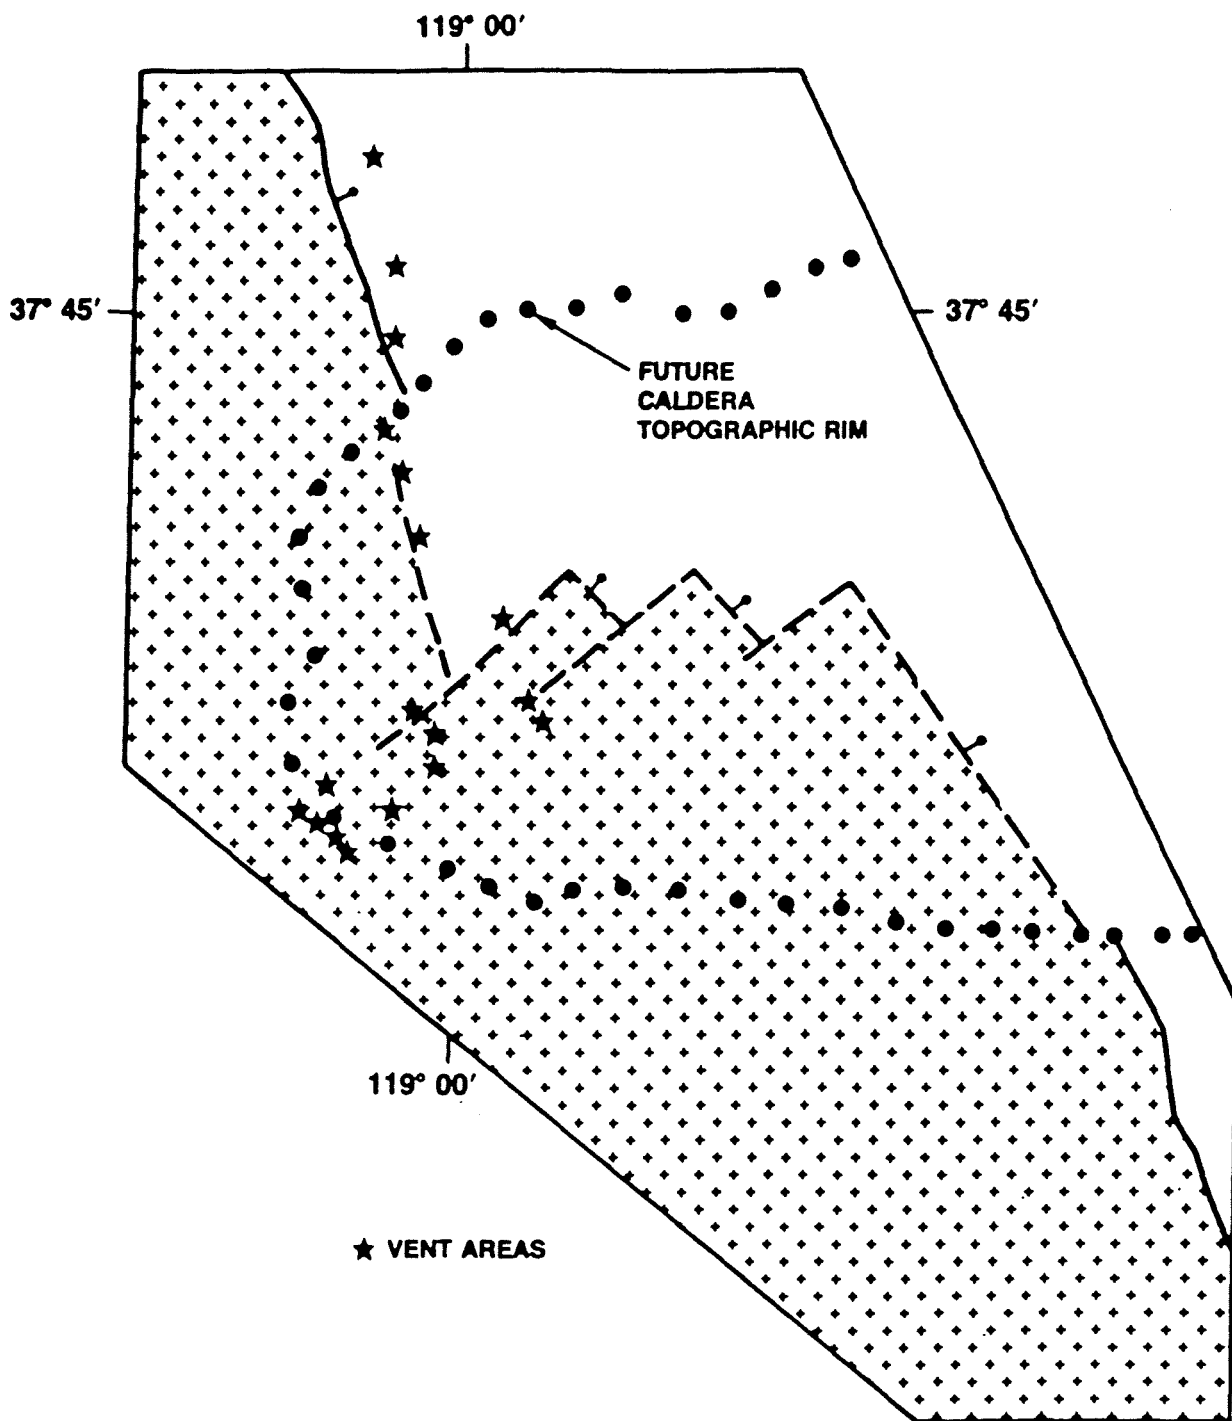 119° 00′
37° 45′
37° 45′
FUTURE
CALDERA
TOPOGRAPHIC RIM
119° 00′
VENT AREAS